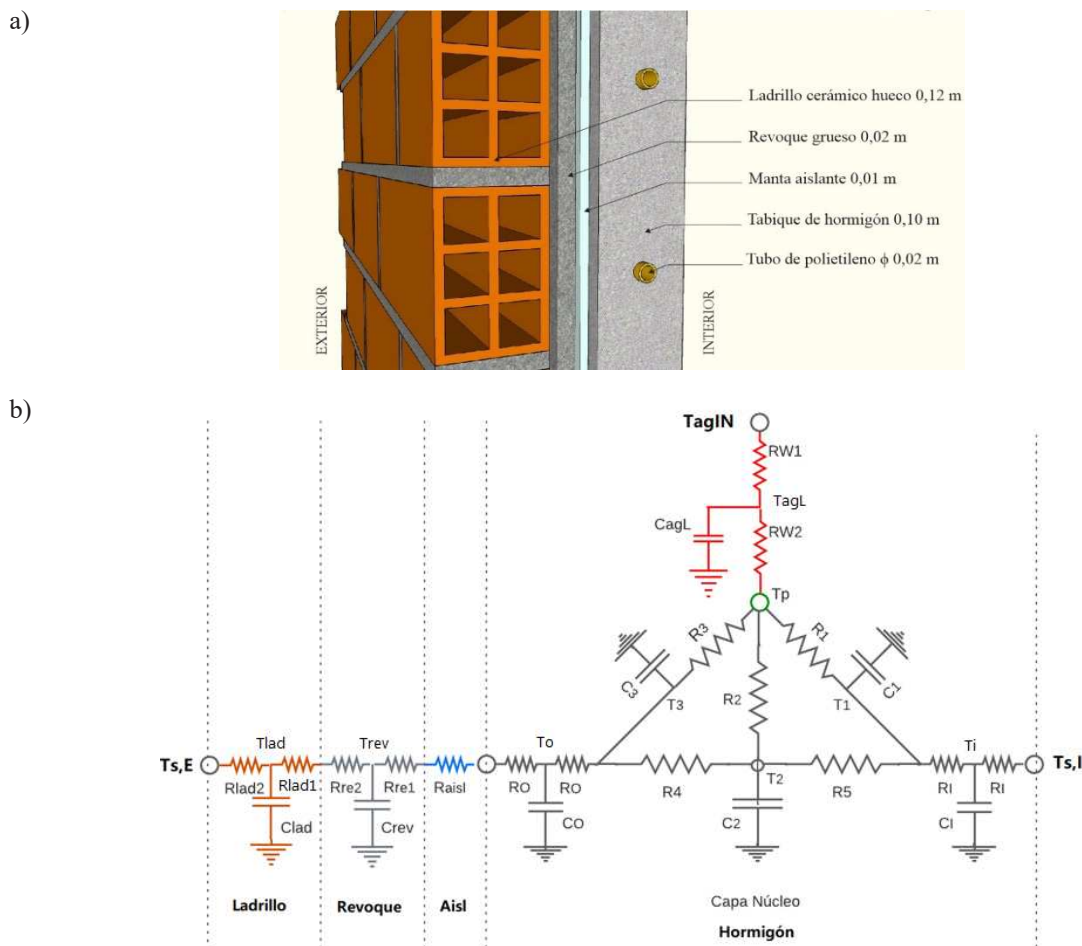 a)
Ladrillo cerámico hueco 0,12 m
Revoque grueso 0,02 m
Manta aislante 0,01 m
Tabique de hormigón 0,10 m
Tubo de polietileno ϕ 0,02 m
EXTERIOR
INTERIOR
b)
TagIN
RW1
TagL
CagL
RW2
Tp
R3
R1
C3
C1
R2
T3
T1
Ts,E
Tlad
Trev
To
Ti
Ts,I
Rlad2
Rlad1
Rre2
Rre1
Raisl
RO
RO
R4
T2
R5
RI
RI
Clad
Crev
CO
C2
CI
Ladrillo
Revoque
Aisl
Capa Núcleo
Hormigón